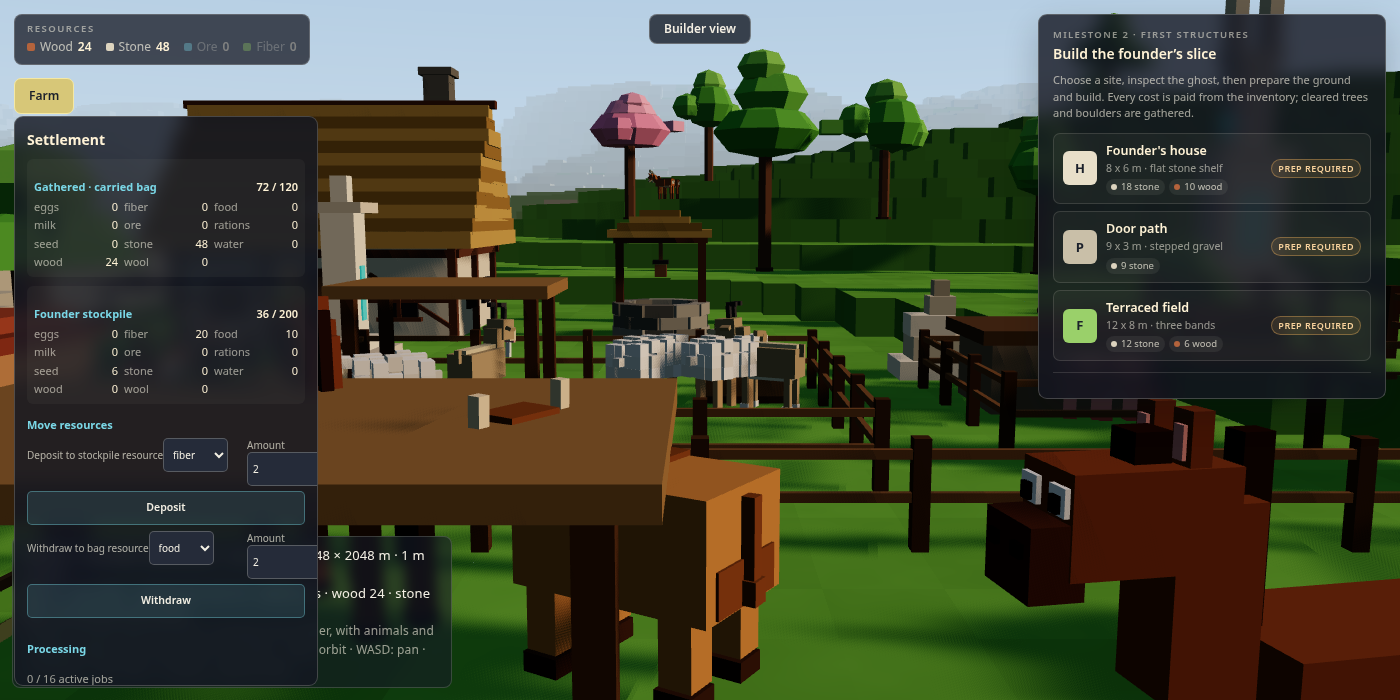 RESOURCES
Wood 24 Stone 48 Ore 0 Fiber 0
Farm
Builder view
Settlement
Gathered · carried bag 72 / 120
eggs 0 fiber 0 food 0
milk 0 ore 0 rations 0
seed 0 stone 48 water 0
wood 24 wool 0
Founder stockpile 36 / 200
eggs 0 fiber 20 food 10
milk 0 ore 0 rations 0
seed 6 stone 0 water 0
wood 0 wool 0
Move resources
Deposit to stockpile resource fiber Amount 2
Deposit
Withdraw to bag resource food Amount 2
Withdraw
Processing
0 / 16 active jobs
48 × 2048 m · 1 m
· wood 24 · stone
er, with animals and
orbit · WASD: pan ·
MILESTONE 2 · FIRST STRUCTURES
Build the founder’s slice
Choose a site, inspect the ghost, then prepare the ground
and build. Every cost is paid from the inventory; cleared trees
and boulders are gathered.
H Founder's house
8 x 6 m · flat stone shelf PREP REQUIRED
18 stone 10 wood
P Door path
9 x 3 m · stepped gravel PREP REQUIRED
9 stone
F Terraced field
12 x 8 m · three bands PREP REQUIRED
12 stone 6 wood